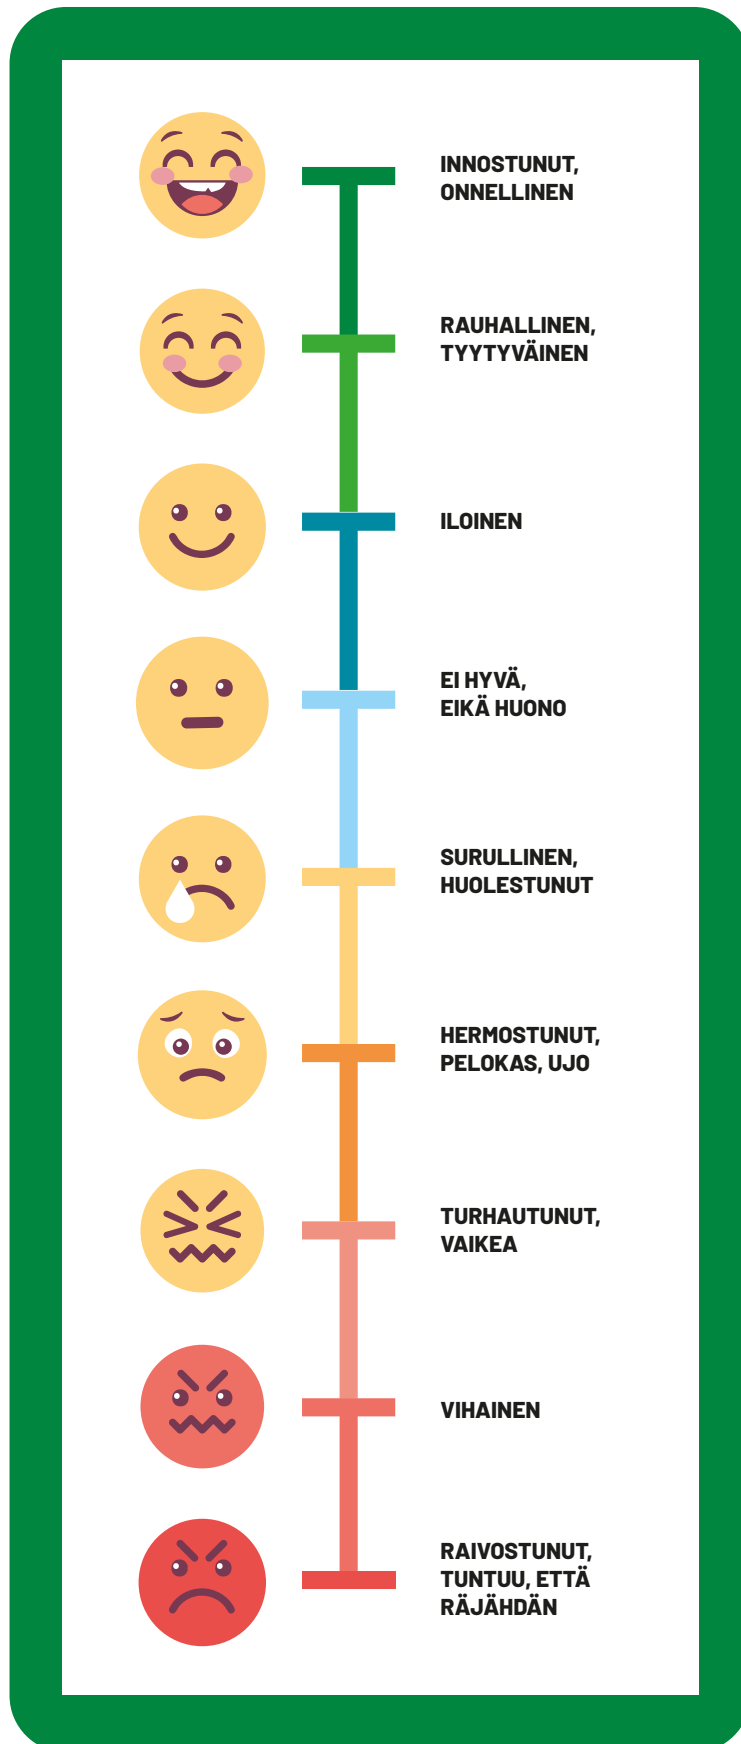 INNOSTUNUT,
ONNELLINEN
RAUHALLINEN,
TYYTYVÄINEN
ILOINEN
EI HYVÄ,
EIKÄ HUONO
SURULLINEN,
HUOLESTUNUT
HERMOSTUNUT,
PELOKAS, UJO
TURHAUTUNUT,
VAIKEA
VIHAINEN
RAIVOSTUNUT,
TUNTUU, ETTÄ
RÄJÄHDÄN